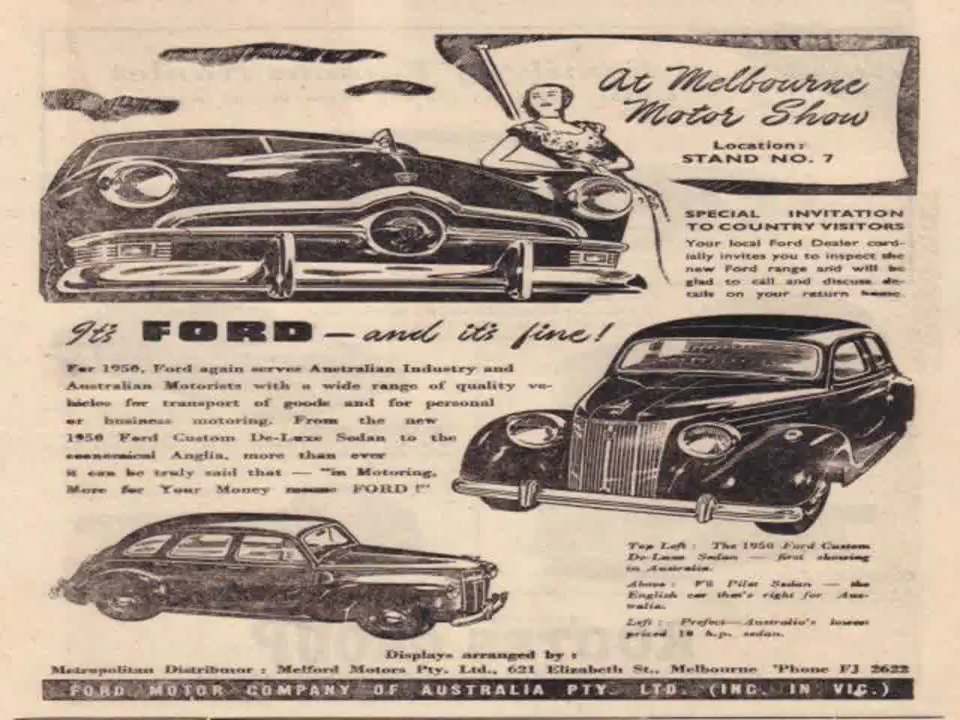 At Melbourne
Motor Show
Location:
STAND NO. 7
SPECIAL INVITATION
TO COUNTRY VISITORS
Your local Ford Dealer cord-
ially invites you to inspect the
new Ford range and will be
glad to call and discuss de-
tails on your return home.
It's FORD — and it's fine!
For 1950, Ford again serves Australian Industry and
Australian Motorists with a wide range of quality ve-
hicles for transport of goods and for personal
or business motoring. From the new
1950 Ford Custom De-Luxe Sedan to the
economical Anglia, more than ever
it can be truly said that — "in Motoring,
More for Your Money means FORD!"
Top Left: The 1950 Ford Custom
De-Luxe Sedan — first showing
in Australia.
Above: V8 Pilot Sedan — the
English car that's right for Aus-
tralia.
Left: Prefect—Australia's lowest
priced 10 h.p. sedan.
Displays arranged by:
Metropolitan Distributor: Melford Motors Pty. Ltd., 621 Elizabeth St., Melbourne 'Phone FJ 2622
FORD MOTOR COMPANY OF AUSTRALIA PTY. LTD. (INC. IN VIC.)